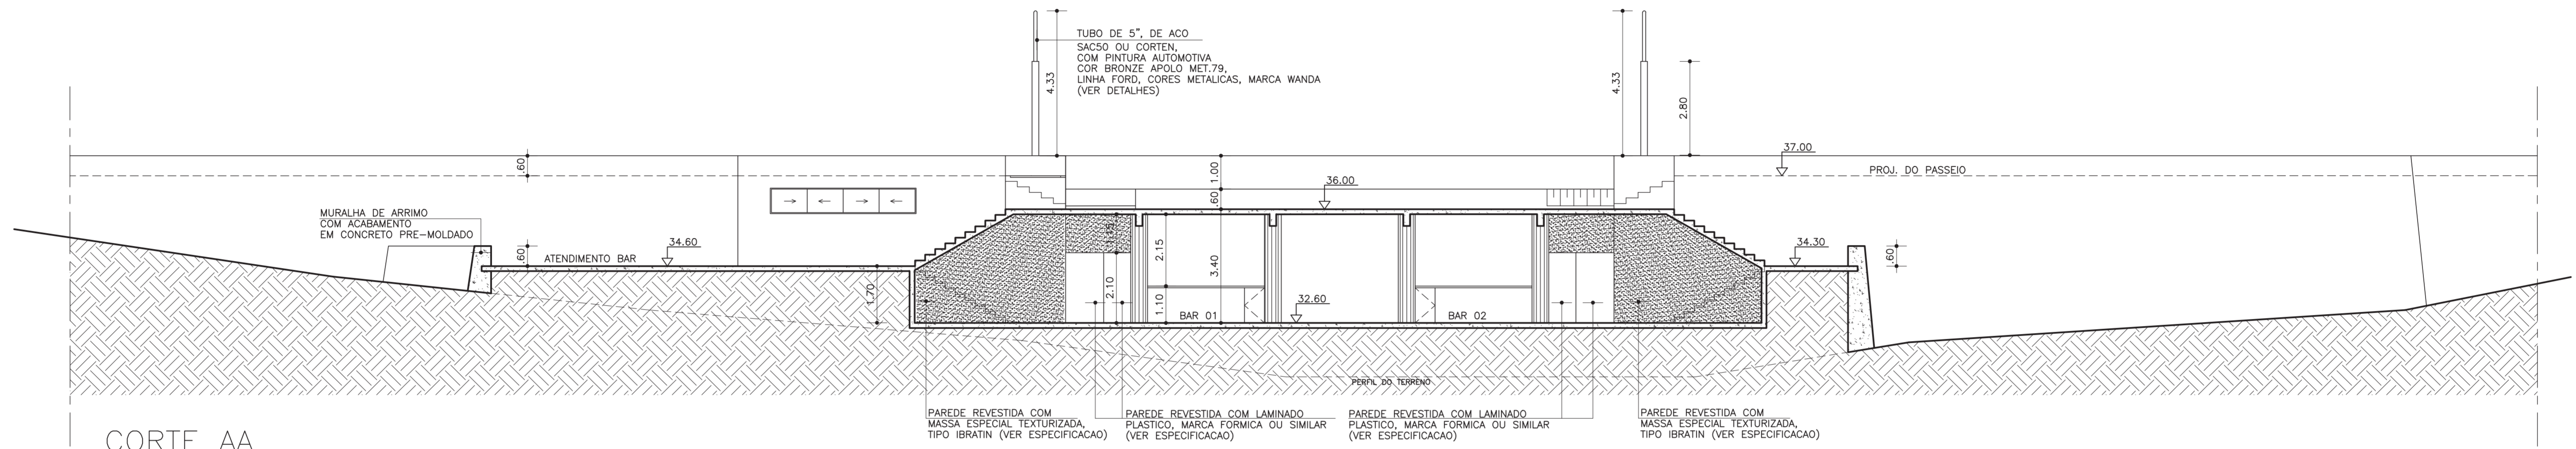 TUBO DE 5", DE ACO
SAC50 OU CORTEN,
COM PINTURA AUTOMOTIVA
COR BRONZE APOLO MET.79,
LINHA FORD, CORES METALICAS, MARCA WANDA
(VER DETALHES)
4.33
4.33
2.80
.60
1.00
.60
36.00
37.00
PROJ. DO PASSEIO
MURALHA DE ARRIMO
COM ACABAMENTO
EM CONCRETO PRE-MOLDADO
.60
ATENDIMENTO BAR
34.60
1.70
1.15
2.10
2.15
1.10
3.40
BAR 01
32.60
BAR 02
34.30
.60
PERFIL DO TERRENO
PAREDE REVESTIDA COM
MASSA ESPECIAL TEXTURIZADA,
TIPO IBRATIN (VER ESPECIFICACAO)
PAREDE REVESTIDA COM LAMINADO
PLASTICO, MARCA FORMICA OU SIMILAR
(VER ESPECIFICACAO)
PAREDE REVESTIDA COM LAMINADO
PLASTICO, MARCA FORMICA OU SIMILAR
(VER ESPECIFICACAO)
PAREDE REVESTIDA COM
MASSA ESPECIAL TEXTURIZADA,
TIPO IBRATIN (VER ESPECIFICACAO)
CORTE AA